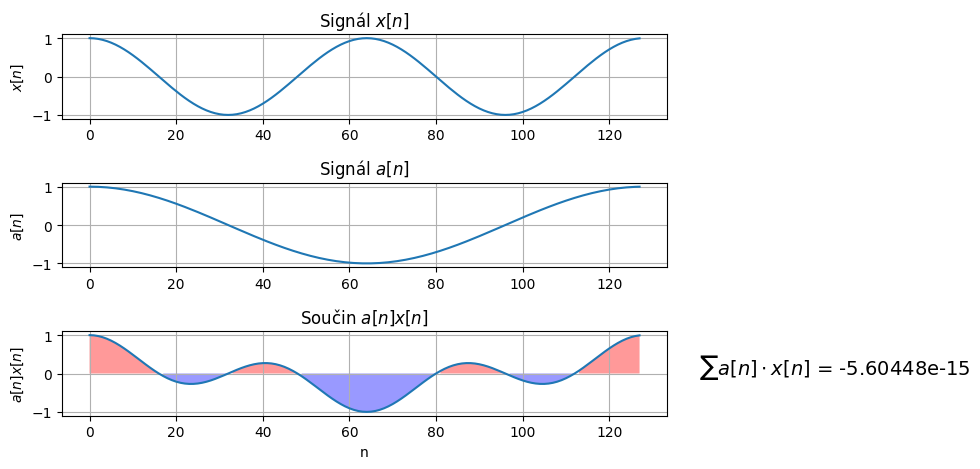 Signál x[n]
x[n]
1
0
−1
0 20 40 60 80 100 120
Signál a[n]
a[n]
1
0
−1
0 20 40 60 80 100 120
Součin a[n]x[n]
a[n]x[n]
1
0
−1
0 20 40 60 80 100 120
n
∑a[n] · x[n] = -5.60448e-15